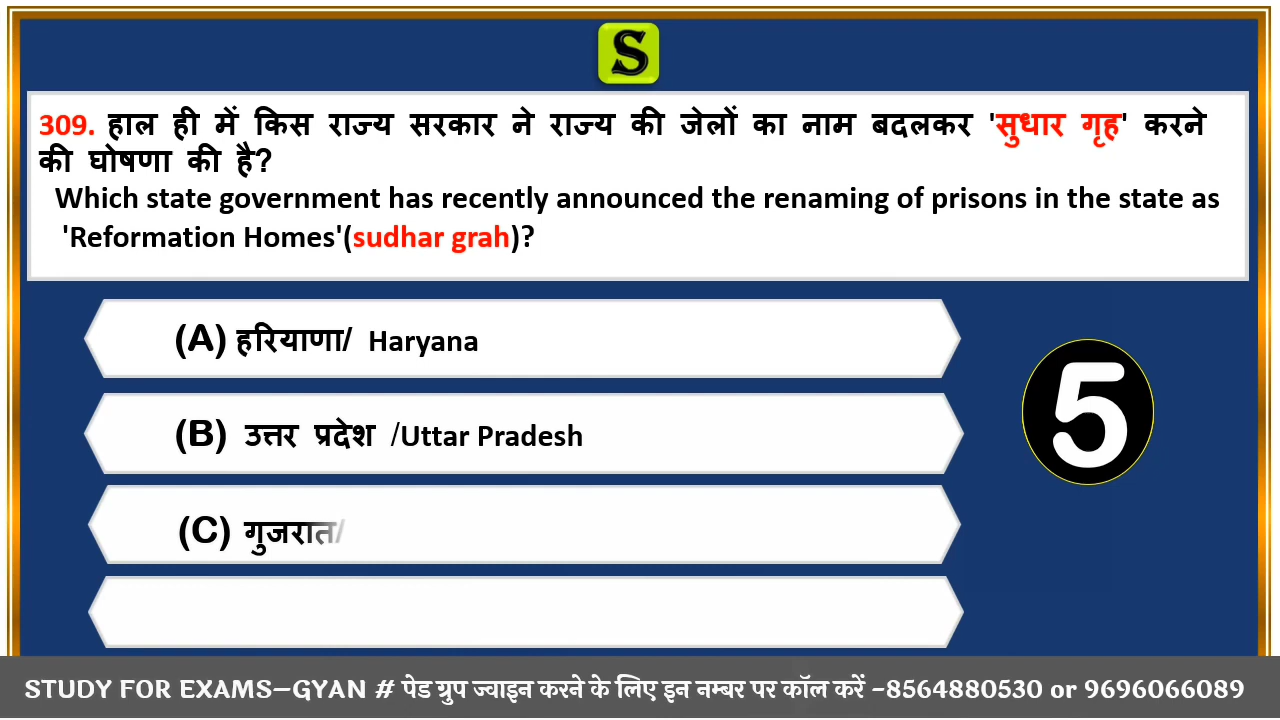 S
309. हाल ही में किस राज्य सरकार ने राज्य की जेलों का नाम बदलकर 'सुधार गृह' करने
की घोषणा की है?
Which state government has recently announced the renaming of prisons in the state as
'Reformation Homes'(sudhar grah)?
(A) हरियाणा/ Haryana
(B) उत्तर प्रदेश /Uttar Pradesh
5
(C) गुजरात/
STUDY FOR EXAMS–GYAN # पेड ग्रुप ज्वाइन करने के लिए इन नम्बर पर कॉल करें -8564880530 or 9696066089